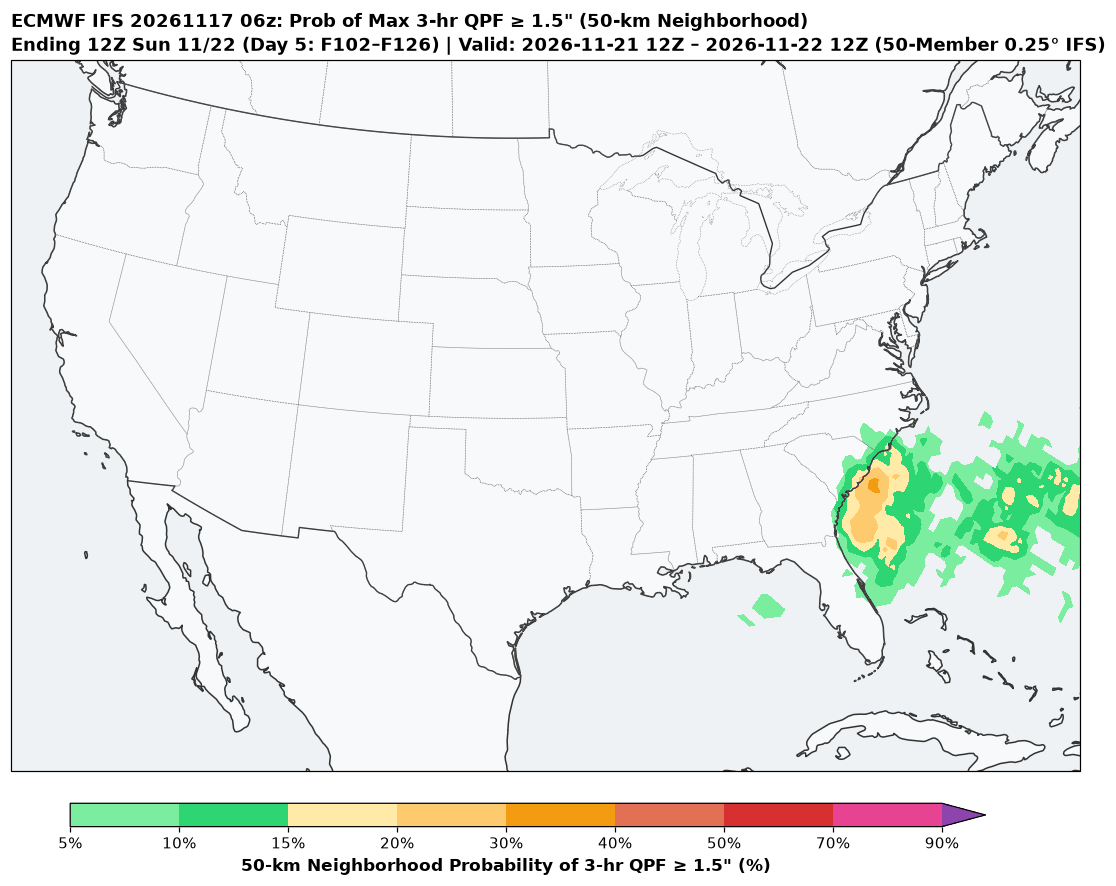 ECMWF IFS 20261117 06z: Prob of Max 3-hr QPF ≥ 1.5" (50-km Neighborhood)
Ending 12Z Sun 11/22 (Day 5: F102–F126) | Valid: 2026-11-21 12Z – 2026-11-22 12Z (50-Member 0.25° IFS)
5% 10% 15% 20% 30% 40% 50% 70% 90%
50-km Neighborhood Probability of 3-hr QPF ≥ 1.5" (%)